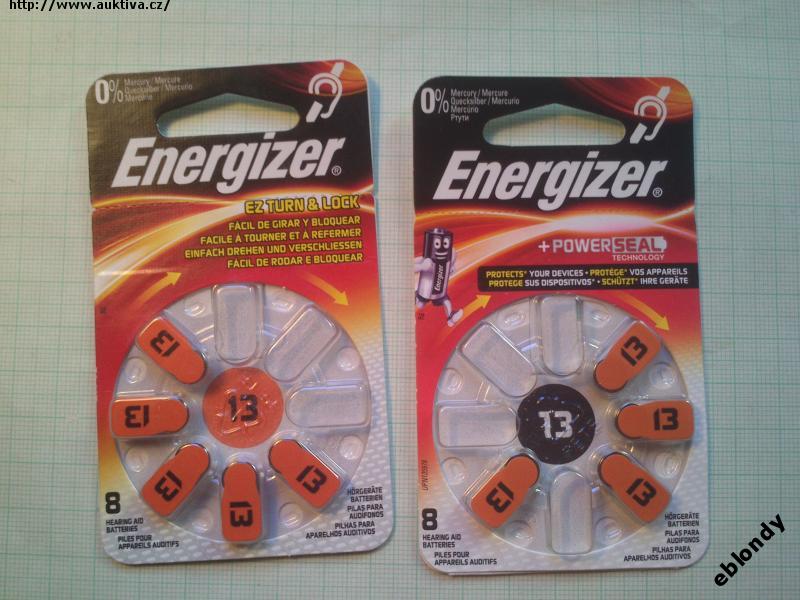 http://www.auktiva.cz/
0% Mercury / Mercure
Quecksilber / Mercurio
Mercúrio
Energizer®
EZ TURN & LOCK
FÁCIL DE GIRAR Y BLOQUEAR
FACILE À TOURNER ET À REFERMER
EINFACH DREHEN UND VERSCHLIESSEN
FÁCIL DE RODAR E BLOQUEAR
13
13
13
13
13
13
8
HEARING AID
BATTERIES
PILES POUR
APPAREILS AUDITIFS
HÖRGERÄTE
BATTERIEN
PILAS PARA
AUDÍFONOS
PILHAS PARA
APARELHOS AUDITIVOS
0% Mercury / Mercure
Quecksilber / Mercurio
Mercúrio
Ртути
Energizer®
+POWERSEAL
TECHNOLOGY
PROTECTS* YOUR DEVICES • PROTÈGE* VOS APPAREILS
PROTEGE SUS DISPOSITIVOS* • SCHÜTZT* IHRE GERÄTE
Energizer
13
13
13
13
13
8
HEARING AID
BATTERIES
PILES POUR
APPAREILS AUDITIFS
HÖRGERÄTE
BATTERIEN
PILAS PARA
AUDÍFONOS
PILHAS PARA
APARELHOS AUDITIVOS
eblondy